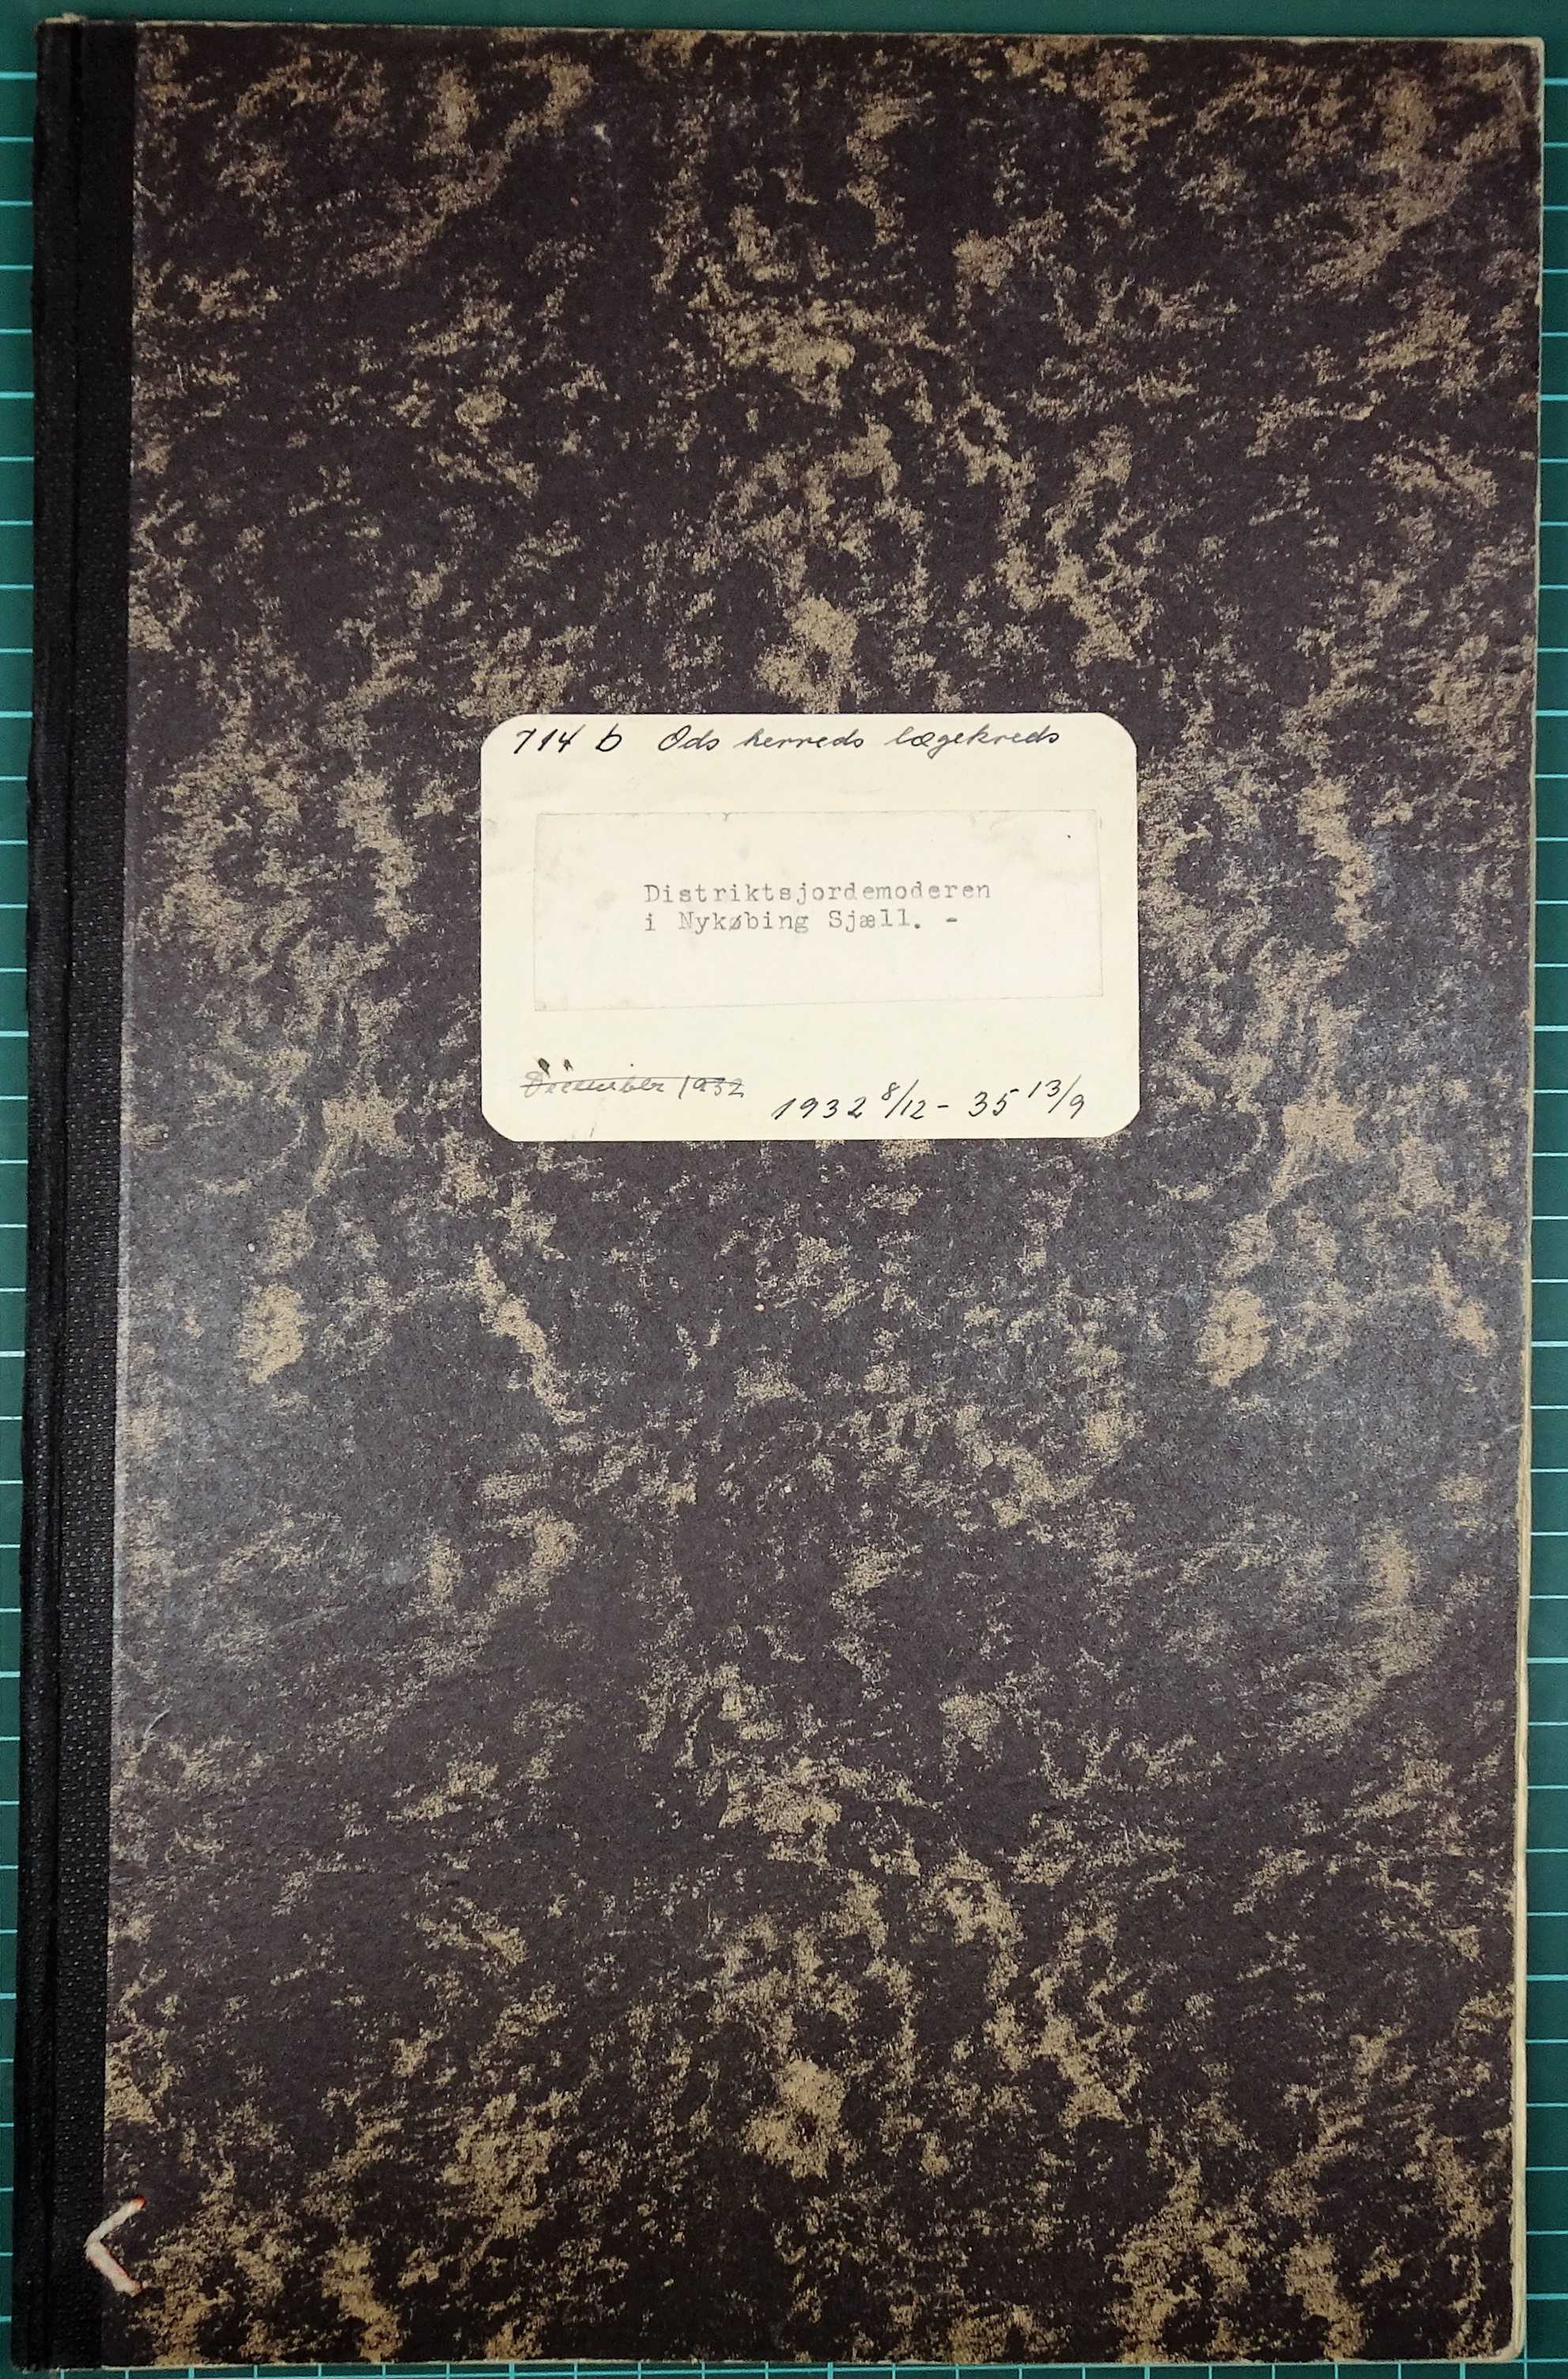 714 b Ods herreds lægekreds
Distriktsjordemoderen
i Nykøbing Sjæll. -
December 1932
1932 8/12 - 35 13/9